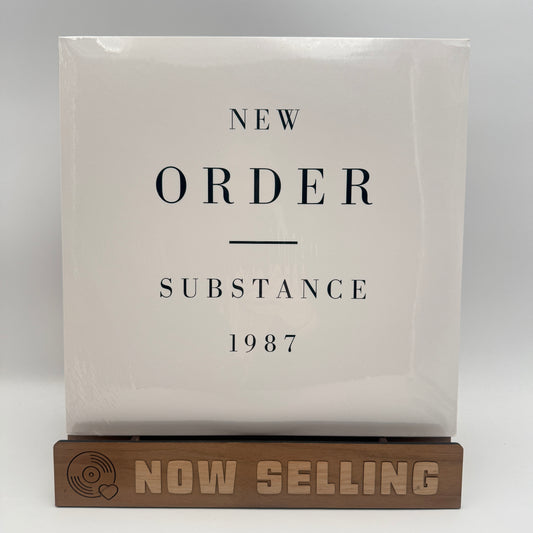 NEW
ORDER
SUBSTANCE
1987
NOW SELLING